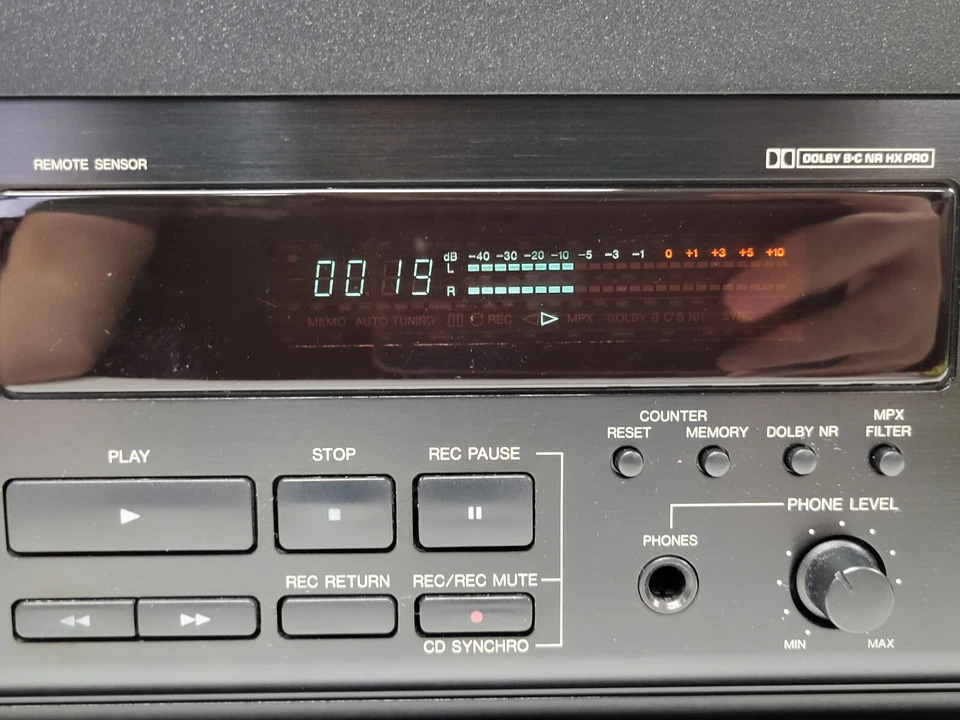 REMOTE SENSOR
DOLBY B·C NR HX PRO
dB -40 -30 -20 -10 -5 -3 -1 0 +1 +3 +5 +10
L
0019
R
MEMO AUTO TUNING REC MPX DOLBY B C'S NR SYNC
COUNTER
RESET MEMORY
DOLBY NR
MPX
FILTER
PLAY
STOP
REC PAUSE
PHONE LEVEL
PHONES
REC RETURN
REC/REC MUTE
CD SYNCHRO
MIN
MAX